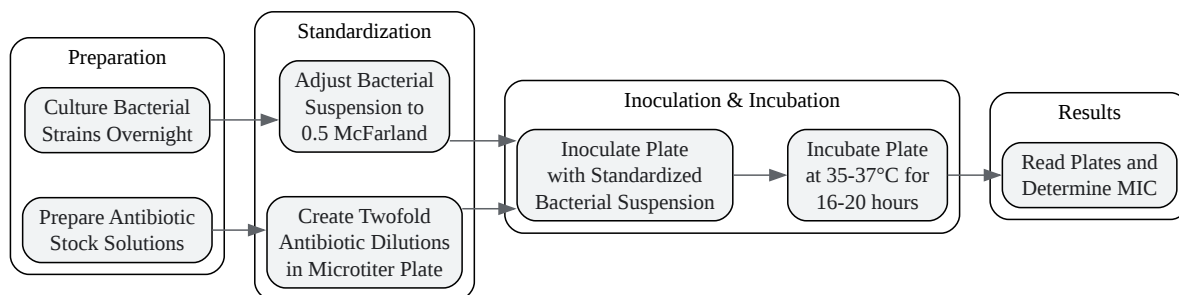 Preparation
Culture Bacterial
Strains Overnight
Prepare Antibiotic
Stock Solutions
Standardization
Adjust Bacterial
Suspension to
0.5 McFarland
Create Twofold
Antibiotic Dilutions
in Microtiter Plate
Inoculation & Incubation
Inoculate Plate
with Standardized
Bacterial Suspension
Incubate Plate
at 35-37°C for
16-20 hours
Results
Read Plates and
Determine MIC